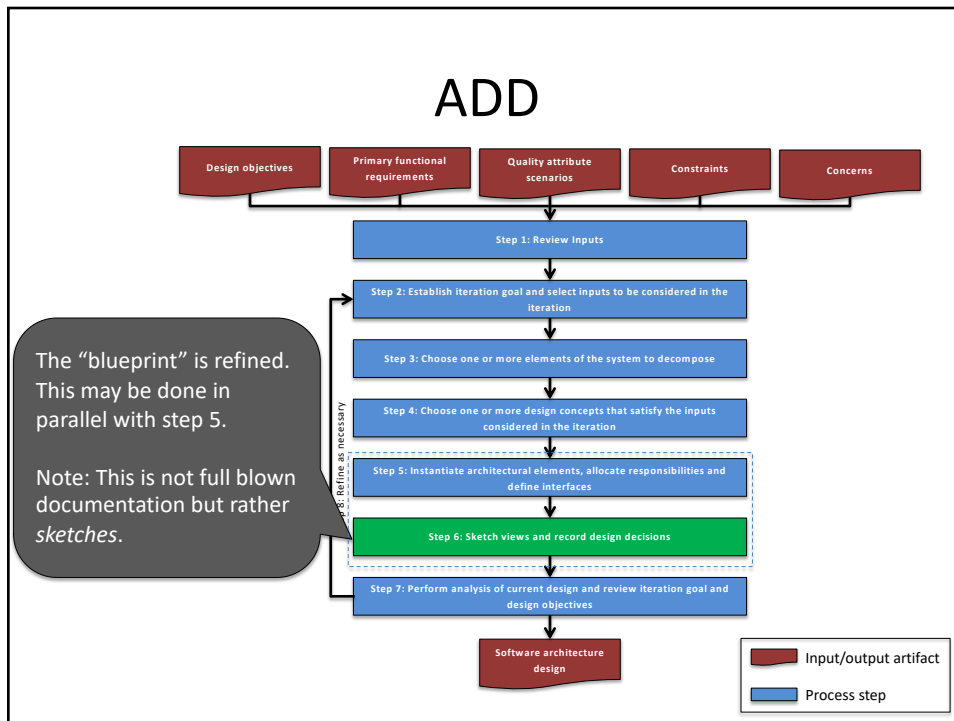 ADD
Design objectives
Primary functional
requirements
Quality attribute
scenarios
Constraints
Concerns
Step 1: Review Inputs
Step 2: Establish iteration goal and select inputs to be considered in the
iteration
Step 3: Choose one or more elements of the system to decompose
Step 4: Choose one or more design concepts that satisfy the inputs
considered in the iteration
Step 5: Instantiate architectural elements, allocate responsibilities and
define interfaces
Step 6: Sketch views and record design decisions
Step 7: Perform analysis of current design and review iteration goal and
design objectives
8: Refine as necessary
The “blueprint” is refined.
This may be done in
parallel with step 5.
Note: This is not full blown
documentation but rather
sketches.
Software architecture
design
Input/output artifact
Process step